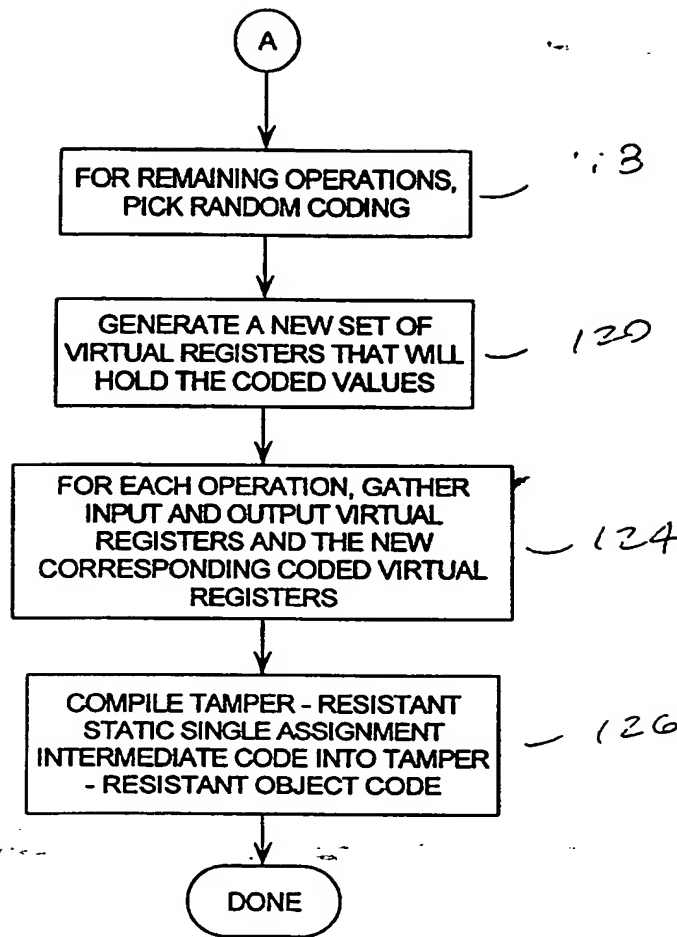 A
FOR REMAINING OPERATIONS,
PICK RANDOM CODING
GENERATE A NEW SET OF
VIRTUAL REGISTERS THAT WILL
HOLD THE CODED VALUES
120
FOR EACH OPERATION, GATHER
INPUT AND OUTPUT VIRTUAL
REGISTERS AND THE NEW
CORRESPONDING CODED VIRTUAL
REGISTERS
124
COMPILE TAMPER - RESISTANT
STATIC SINGLE ASSIGNMENT
INTERMEDIATE CODE INTO TAMPER
- RESISTANT OBJECT CODE
126
DONE